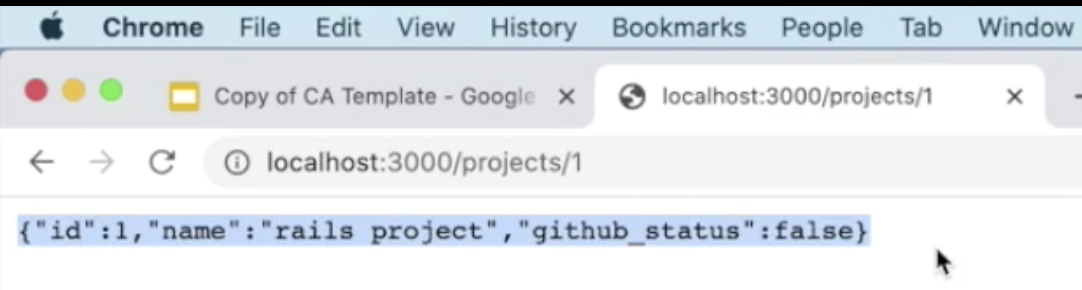 Chrome File Edit View History Bookmarks People Tab Window
Copy of CA Template - Google localhost:3000/projects/1
localhost:3000/projects/1
{"id":1,"name":"rails project","github_status":false}